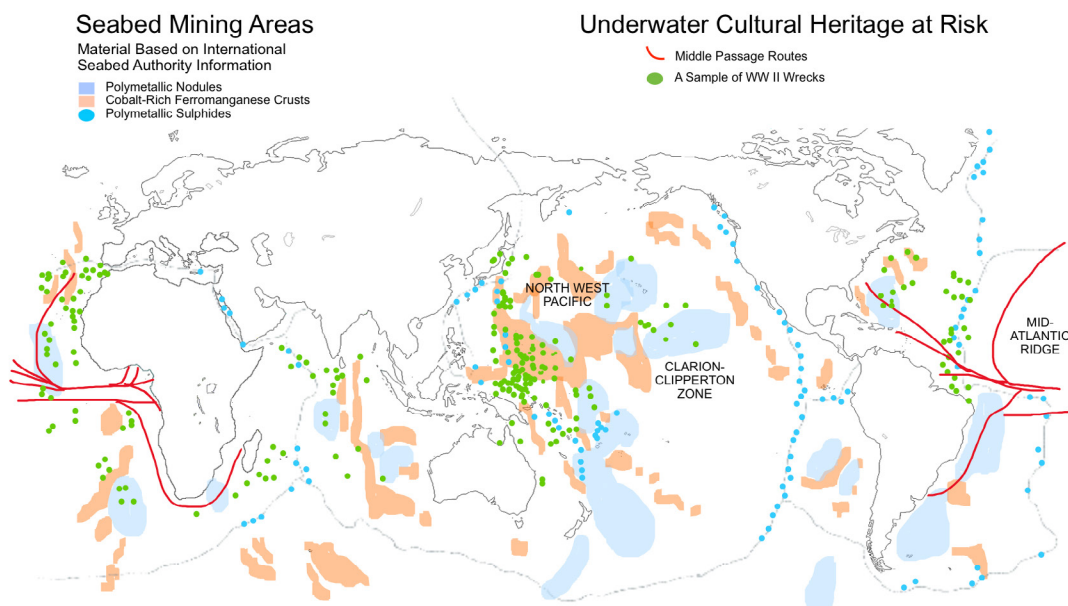 Seabed Mining Areas
Material Based on International
Seabed Authority Information
Polymetallic Nodules
Cobalt-Rich Ferromanganese Crusts
Polymetallic Sulphides
Underwater Cultural Heritage at Risk
Middle Passage Routes
A Sample of WW II Wrecks
NORTH WEST
PACIFIC
CLARION-
CLIPPERTON
ZONE
MID-
ATLANTIC
RIDGE